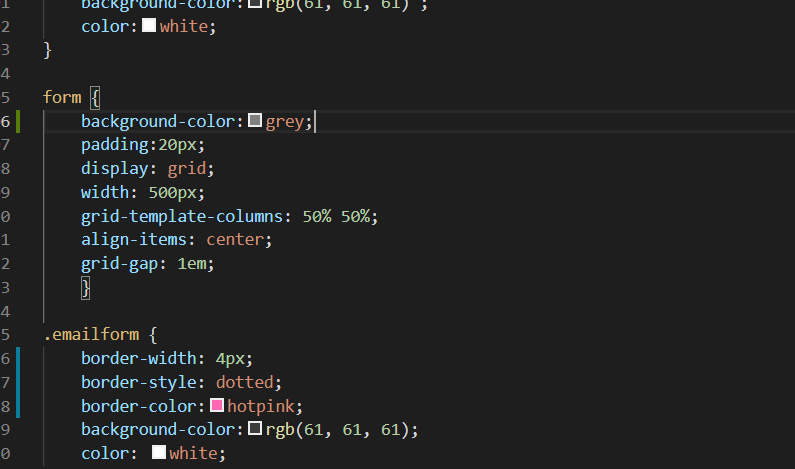 1 background-color: rgb(61, 61, 61) ;
2 color: white;
3 }
4
5 form {
6 background-color: grey;
7 padding:20px;
8 display: grid;
9 width: 500px;
0 grid-template-columns: 50% 50%;
1 align-items: center;
2 grid-gap: 1em;
3 }
4
5 .emailform {
6 border-width: 4px;
7 border-style: dotted;
8 border-color: hotpink;
9 background-color: rgb(61, 61, 61);
0 color: white;